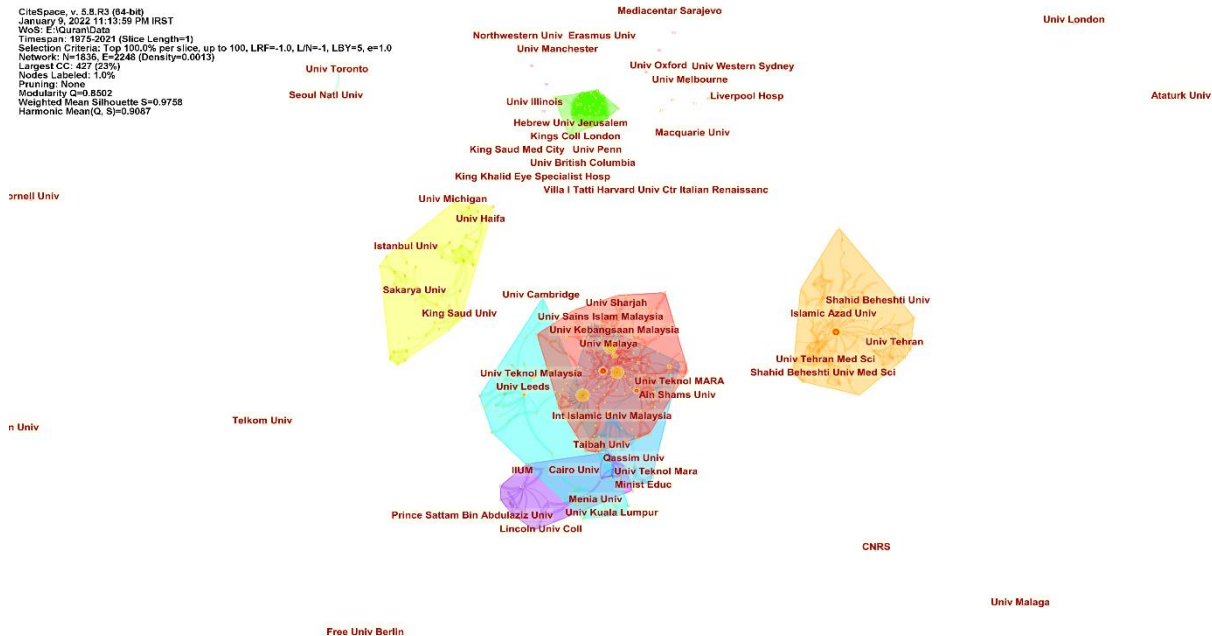 CiteSpace, v. 5.8.R3 (64-bit)
January 9, 2022 11:13:59 PM IRST
WoS: E:\Quran\Data
Timespan: 1975-2021 (Slice Length=1)
Selection Criteria: Top 100.0% per slice, up to 100, LRF=-1.0, L/N=-1, LBY=5, e=1.0
Network: N=1836, E=2248 (Density=0.0013)
Largest CC: 427 (23%)
Nodes Labeled: 1.0%
Pruning: None
Modularity Q=0.8502
Weighted Mean Silhouette S=0.9758
Harmonic Mean(Q, S)=0.9087
Mediacentar Sarajevo
Univ London
Northwestern Univ
Erasmus Univ
Univ Manchester
Univ Toronto
Univ Oxford
Univ Western Sydney
Univ Melbourne
Seoul Natl Univ
Univ Illinois
Liverpool Hosp
Ataturk Univ
Hebrew Univ Jerusalem
Kings Coll London
Macquarie Univ
King Saud Med City
Univ Penn
Univ British Columbia
King Khalid Eye Specialist Hosp
Villa I Tatti Harvard Univ Ctr Italian Renaissanc
ornell Univ
Univ Michigan
Univ Haifa
Istanbul Univ
Sakarya Univ
King Saud Univ
Univ Cambridge
Univ Sharjah
Univ Sains Islam Malaysia
Univ Kebangsaan Malaysia
Univ Malaya
Shahid Beheshti Univ
Islamic Azad Univ
Univ Tehran
Univ Tehran Med Sci
Shahid Beheshti Univ Med Sci
Univ Teknol Malaysia
Univ Leeds
Univ Teknol MARA
Ain Shams Univ
Int Islamic Univ Malaysia
n Univ
Telkom Univ
Taibah Univ
Qassim Univ
IIUM
Cairo Univ
Univ Teknol Mara
Minist Educ
Menia Univ
Prince Sattam Bin Abdulaziz Univ
Univ Kuala Lumpur
Lincoln Univ Coll
CNRS
Univ Malaga
Free Univ Berlin